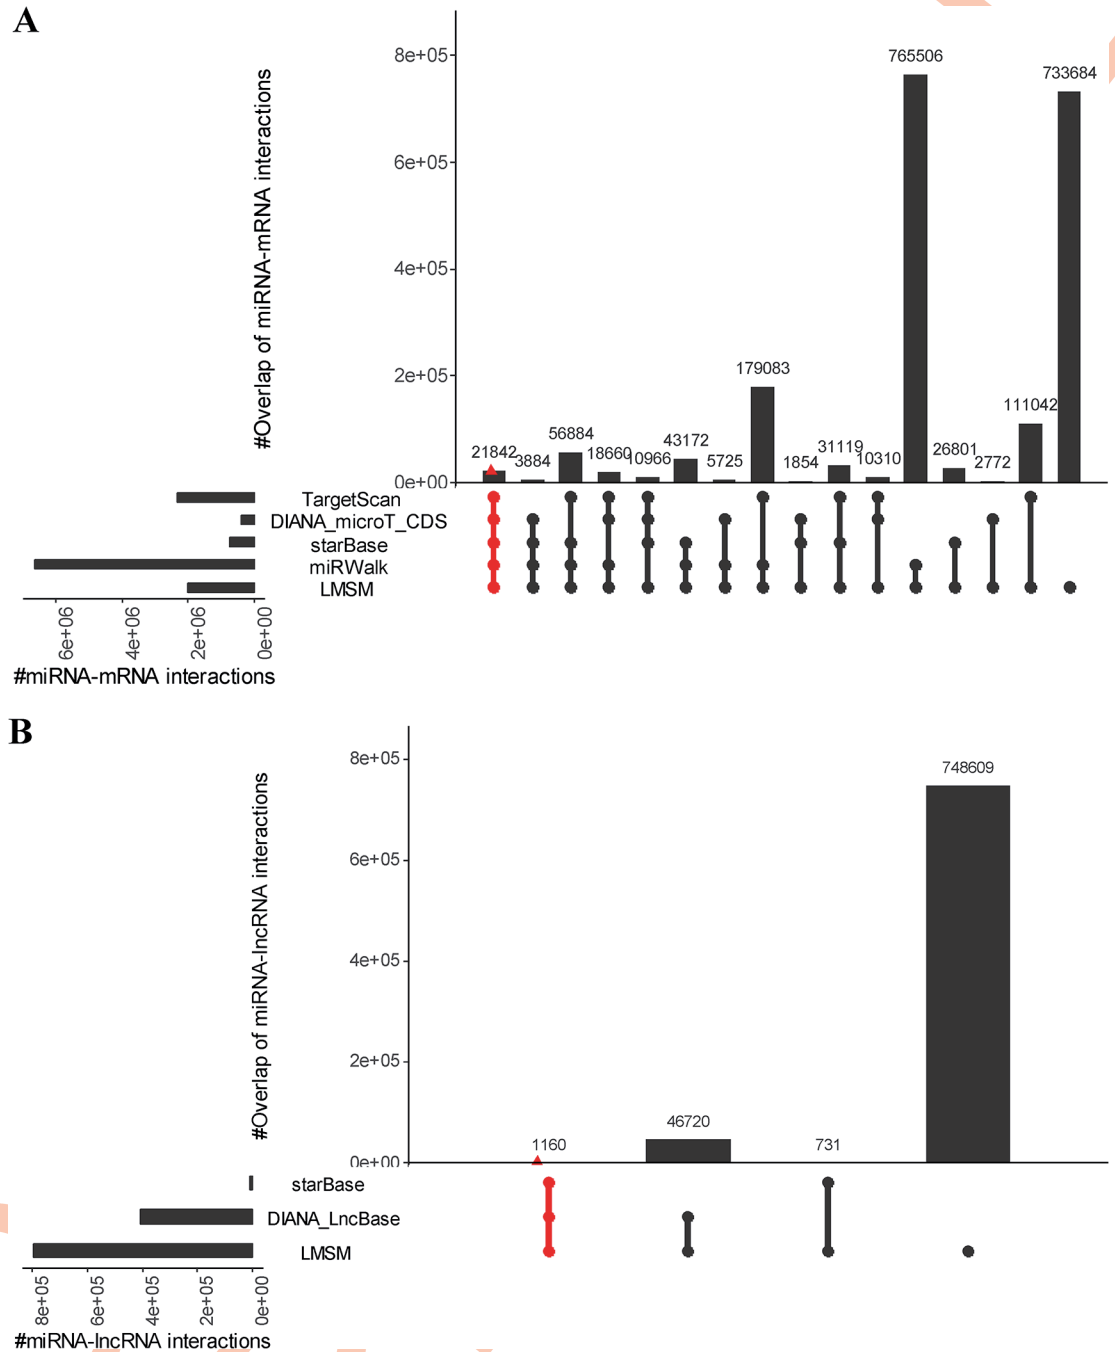 A
#Overlap of miRNA-mRNA interactions
8e+05
6e+05
4e+05
2e+05
0e+00
21842
3884
56884
18660
10966
43172
5725
179083
1854
31119
10310
765506
26801
2772
111042
733684
TargetScan
DIANA_microT_CDS
starBase
miRWalk
LMSM
6e+06
4e+06
2e+06
0e+00
#miRNA-mRNA interactions
B
#Overlap of miRNA-lncRNA interactions
8e+05
6e+05
4e+05
2e+05
0e+00
1160
46720
731
748609
starBase
DIANA_LncBase
LMSM
8e+05
6e+05
4e+05
2e+05
0e+00
#miRNA-lncRNA interactions